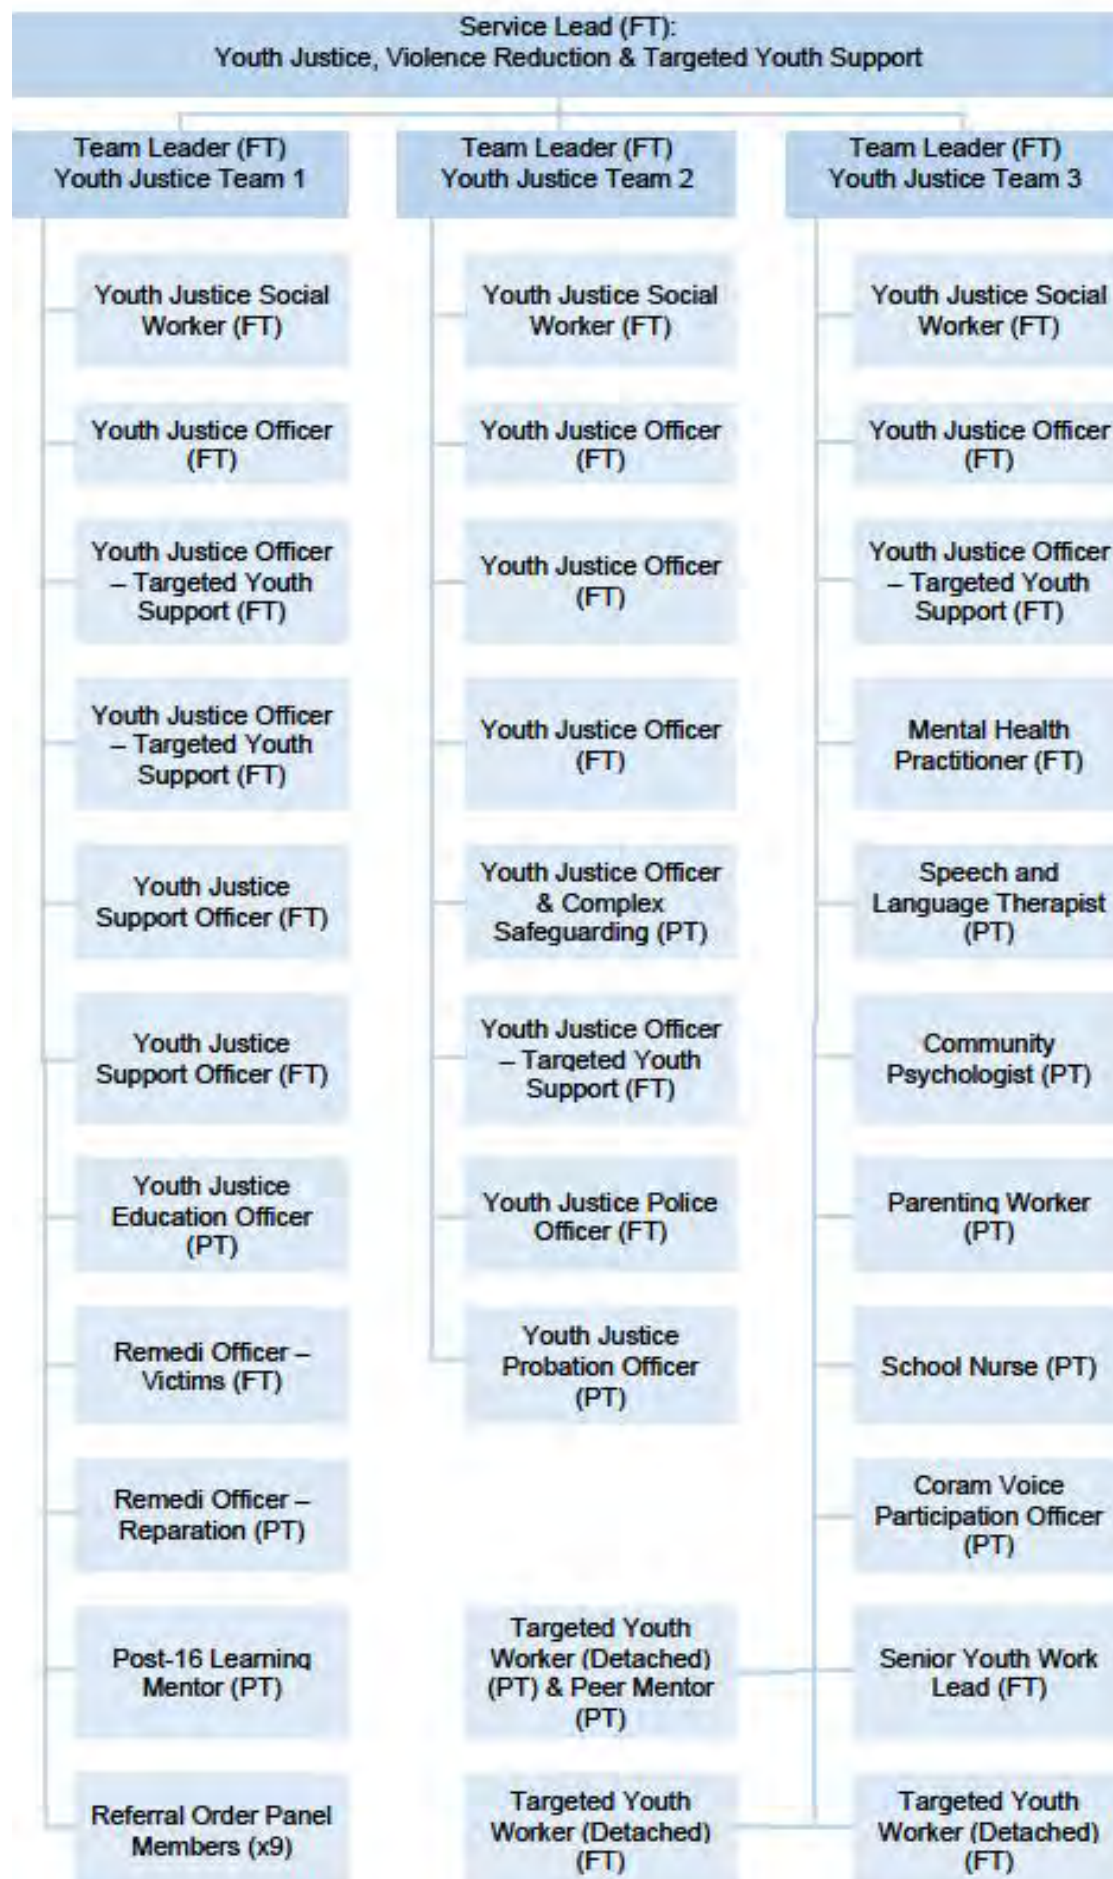 Service Lead (FT):
Youth Justice, Violence Reduction & Targeted Youth Support
Team Leader (FT)
Youth Justice Team 1
Youth Justice Social
Worker (FT)
Youth Justice Officer
(FT)
Youth Justice Officer
– Targeted Youth
Support (FT)
Youth Justice Officer
– Targeted Youth
Support (FT)
Youth Justice
Support Officer (FT)
Youth Justice
Support Officer (FT)
Youth Justice
Education Officer
(PT)
Remedi Officer –
Victims (FT)
Remedi Officer –
Reparation (PT)
Post-16 Learning
Mentor (PT)
Referral Order Panel
Members (x9)
Team Leader (FT)
Youth Justice Team 2
Youth Justice Social
Worker (FT)
Youth Justice Officer
(FT)
Youth Justice Officer
(FT)
Youth Justice Officer
(FT)
Youth Justice Officer
& Complex
Safeguarding (PT)
Youth Justice Officer
– Targeted Youth
Support (FT)
Youth Justice Police
Officer (FT)
Youth Justice
Probation Officer
(PT)
Targeted Youth
Worker (Detached)
(PT) & Peer Mentor
(PT)
Targeted Youth
Worker (Detached)
(FT)
Team Leader (FT)
Youth Justice Team 3
Youth Justice Social
Worker (FT)
Youth Justice Officer
(FT)
Youth Justice Officer
– Targeted Youth
Support (FT)
Mental Health
Practitioner (FT)
Speech and
Language Therapist
(PT)
Community
Psychologist (PT)
Parenting Worker
(PT)
School Nurse (PT)
Coram Voice
Participation Officer
(PT)
Senior Youth Work
Lead (FT)
Targeted Youth
Worker (Detached)
(FT)